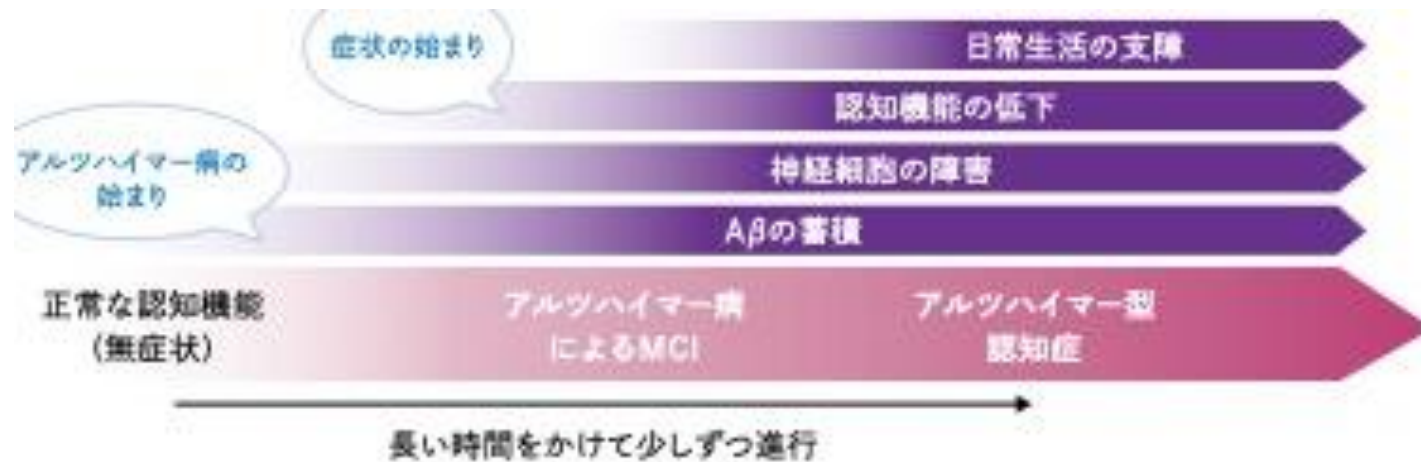 症状の始まり
日常生活の支障
認知機能の低下
アルツハイマー病の
始まり
神経細胞の障害
Aβの蓄積
正常な認知機能
(無症状)
アルツハイマー病
によるMCI
アルツハイマー型
認知症
長い時間をかけて少しずつ進行